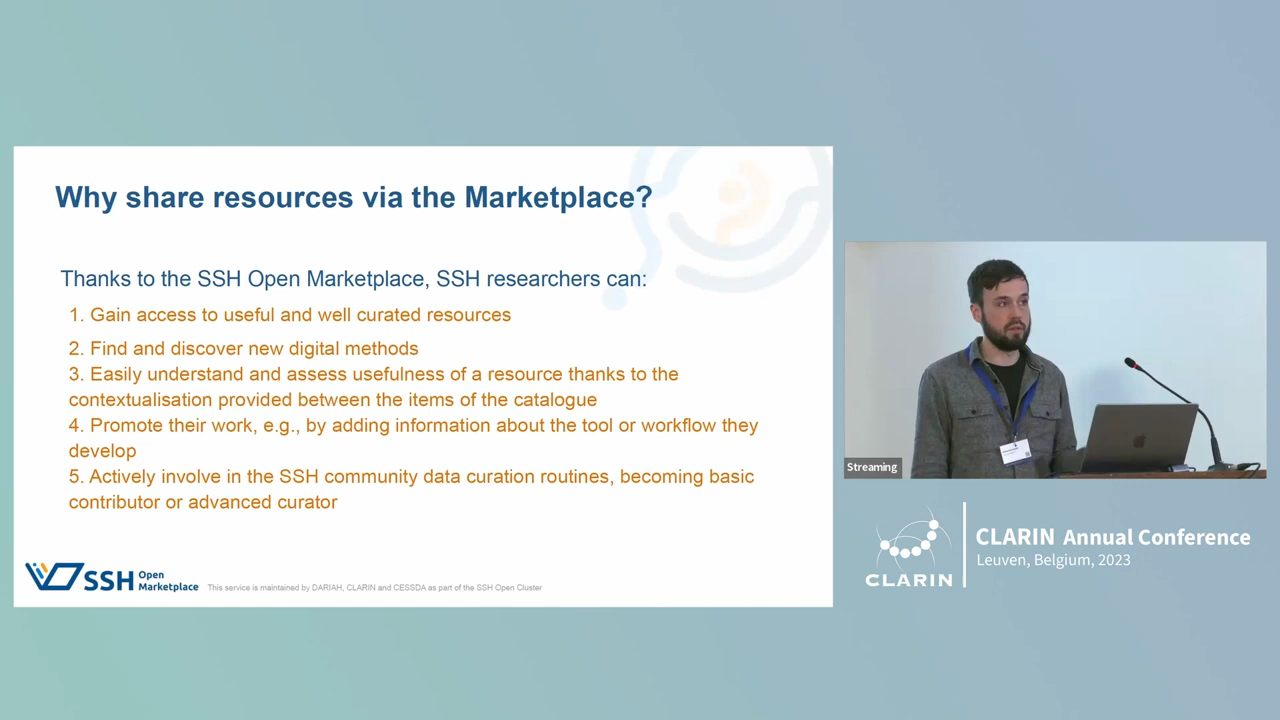 Why share resources via the Marketplace?
Thanks to the SSH Open Marketplace, SSH researchers can:
1. Gain access to useful and well curated resources
2. Find and discover new digital methods
3. Easily understand and assess usefulness of a resource thanks to the
contextualisation provided between the items of the catalogue
4. Promote their work, e.g., by adding information about the tool or workflow they
develop
5. Actively involve in the SSH community data curation routines, becoming basic
contributor or advanced curator
SSH Open
Marketplace
This service is maintained by DARIAH, CLARIN and CESSDA as part of the SSH Open Cluster
Streaming
CLARIN
CLARIN Annual Conference
Leuven, Belgium, 2023